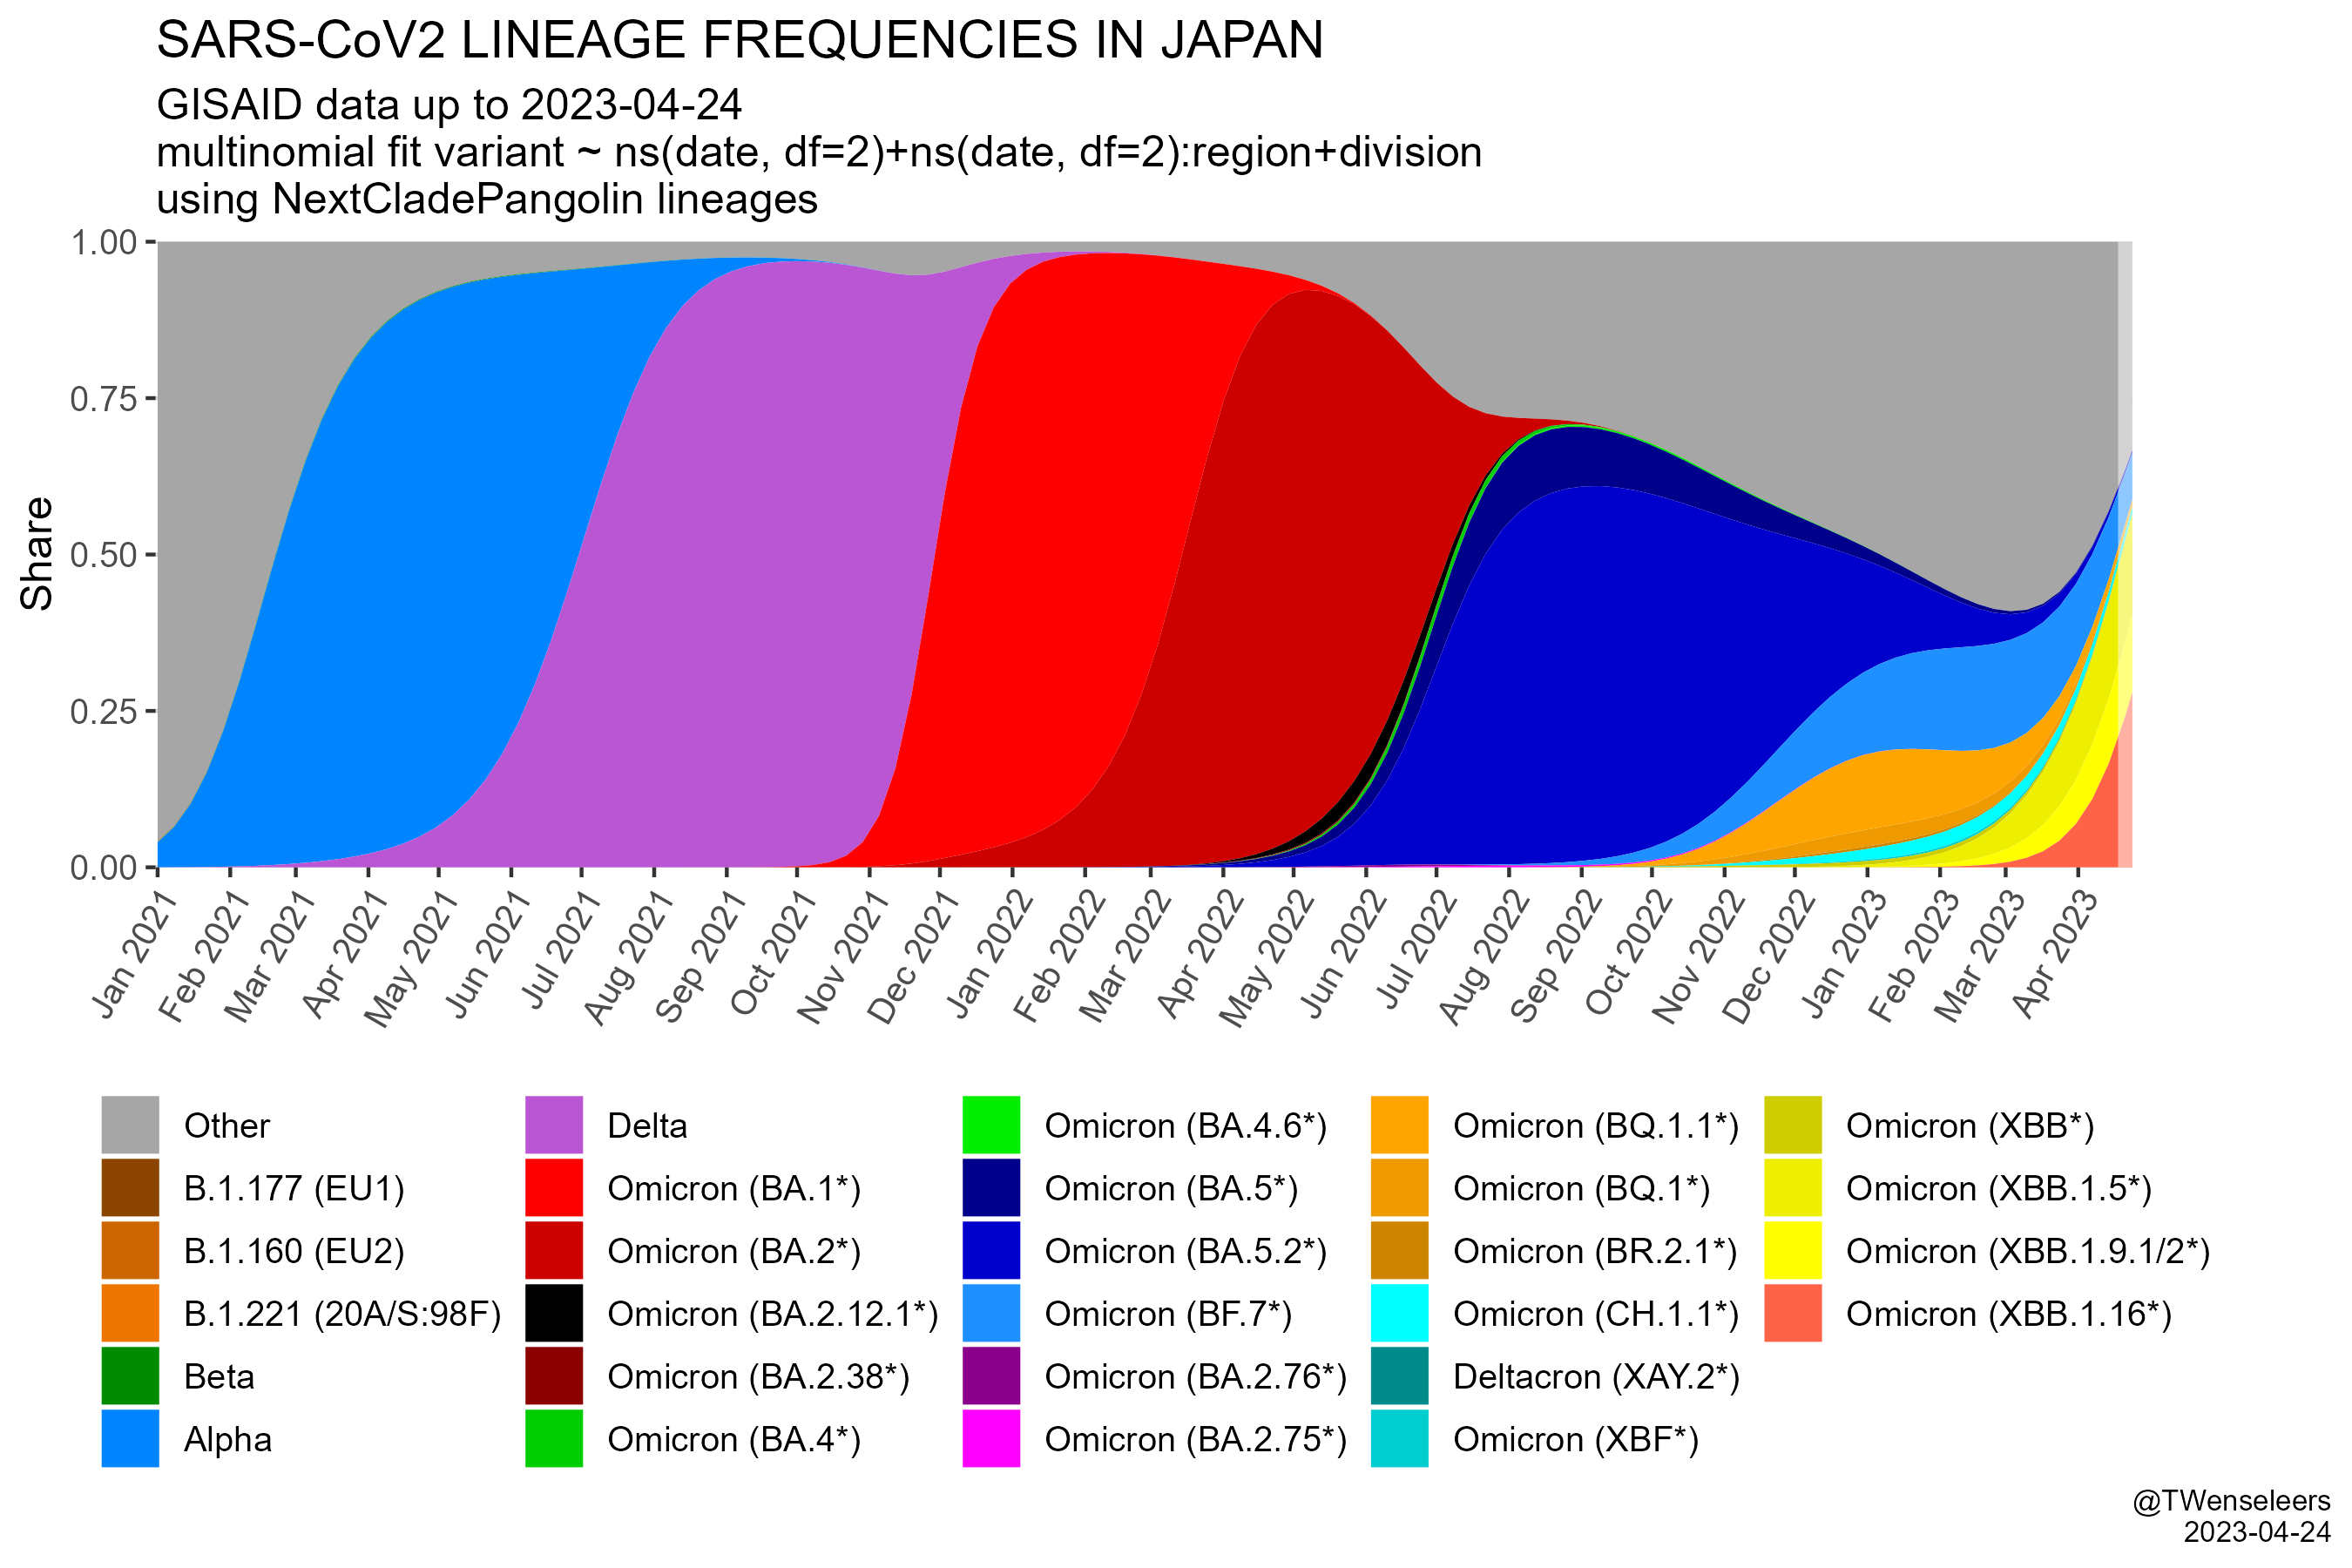 SARS-CoV2 LINEAGE FREQUENCIES IN JAPAN
GISAID data up to 2023-04-24
multinomial fit variant ~ ns(date, df=2)+ns(date, df=2):region+division
using NextCladePangolin lineages
Share
1.00
0.75
0.50
0.25
0.00
Jan 2021
Feb 2021
Mar 2021
Apr 2021
May 2021
Jun 2021
Jul 2021
Aug 2021
Sep 2021
Oct 2021
Nov 2021
Dec 2021
Jan 2022
Feb 2022
Mar 2022
Apr 2022
May 2022
Jun 2022
Jul 2022
Aug 2022
Sep 2022
Oct 2022
Nov 2022
Dec 2022
Jan 2023
Feb 2023
Mar 2023
Apr 2023
Other
B.1.177 (EU1)
B.1.160 (EU2)
B.1.221 (20A/S:98F)
Beta
Alpha
Delta
Omicron (BA.1*)
Omicron (BA.2*)
Omicron (BA.2.12.1*)
Omicron (BA.2.38*)
Omicron (BA.4*)
Omicron (BA.4.6*)
Omicron (BA.5*)
Omicron (BA.5.2*)
Omicron (BF.7*)
Omicron (BA.2.76*)
Omicron (BA.2.75*)
Omicron (BQ.1.1*)
Omicron (BQ.1*)
Omicron (BR.2.1*)
Omicron (CH.1.1*)
Deltacron (XAY.2*)
Omicron (XBF*)
Omicron (XBB*)
Omicron (XBB.1.5*)
Omicron (XBB.1.9.1/2*)
Omicron (XBB.1.16*)
@TWenseleers
2023-04-24